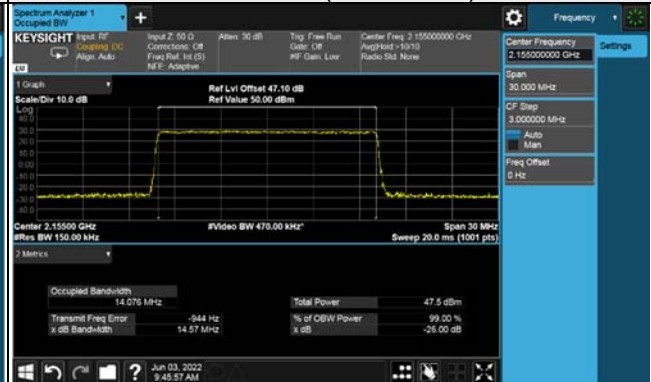 Spectrum Analyzer 1
Occupied BW
Frequency
KEYSIGHT Input: RF Input Z: 50 Ω Atten: 30 dB Trig: Free Run Center Freq: 2.155000000 GHz
Coupling: DC Corrections: Off Gate: Off Avg|Hold >10/10
Align: Auto Freq Ref: Int (S) #IF Gain: Low Radio Std: None
NFE: Adaptive
Center Frequency
2.155000000 GHz
Settings
Span
30.000 MHz
CF Step
3.000000 MHz
Auto
Man
Freq Offset
0 Hz
1 Graph
Scale/Div 10.0 dB
Ref Lvl Offset 47.10 dB
Ref Value 50.00 dBm
Log
40.0
30.0
20.0
10.0
0.00
-10.0
-20.0
-30.0
-40.0
Center 2.15500 GHz #Video BW 470.00 kHz* Span 30 MHz
#Res BW 150.00 kHz Sweep 20.0 ms (1001 pts)
2 Metrics
Occupied Bandwidth
14.076 MHz
Total Power 47.5 dBm
Transmit Freq Error -944 Hz % of OBW Power 99.00 %
x dB Bandwidth 14.57 MHz x dB -26.00 dB
?
Jun 03, 2022
9:45:57 AM